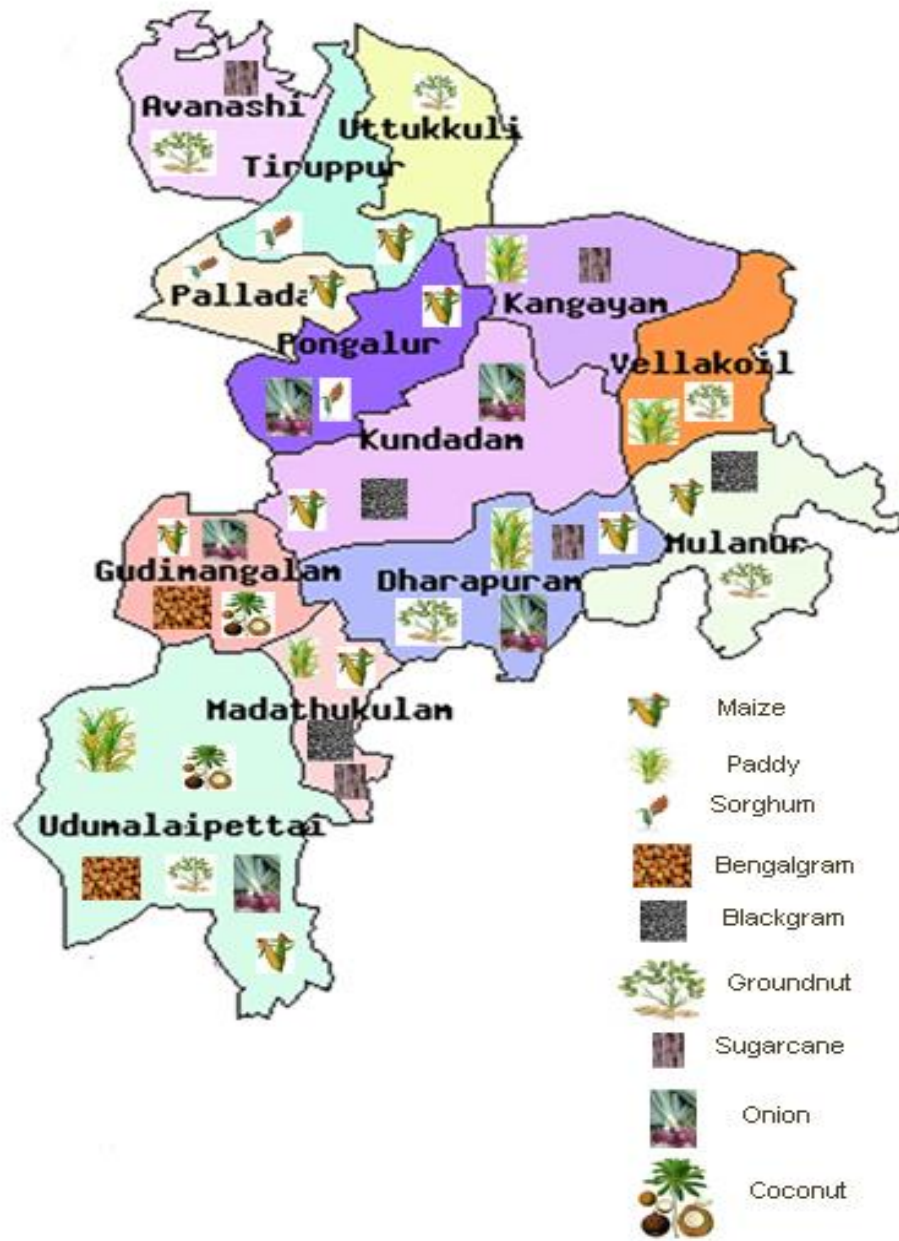 Avanashi
Uttukkuli
Tiruppur
Pallada
Kangayam
Pongalur
Vellakoil
Kundadam
Mulanur
Gudimangalam
Dharapuram
Madathukulam
Udumalaipettai
Maize
Paddy
Sorghum
Bengalgram
Blackgram
Groundnut
Sugarcane
Onion
Coconut